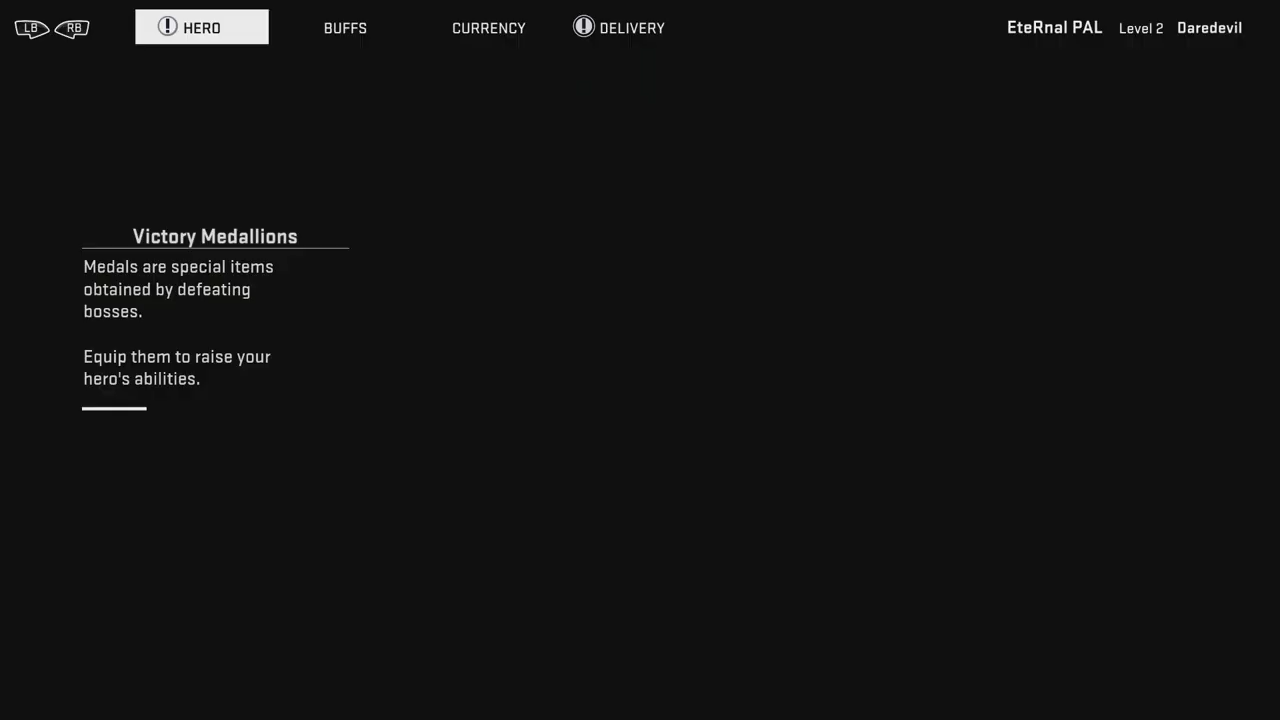 LB RB HERO BUFFS CURRENCY DELIVERY EteRnal PAL Level 2 Daredevil
Victory Medallions
Medals are special items
obtained by defeating
bosses.
Equip them to raise your
hero's abilities.